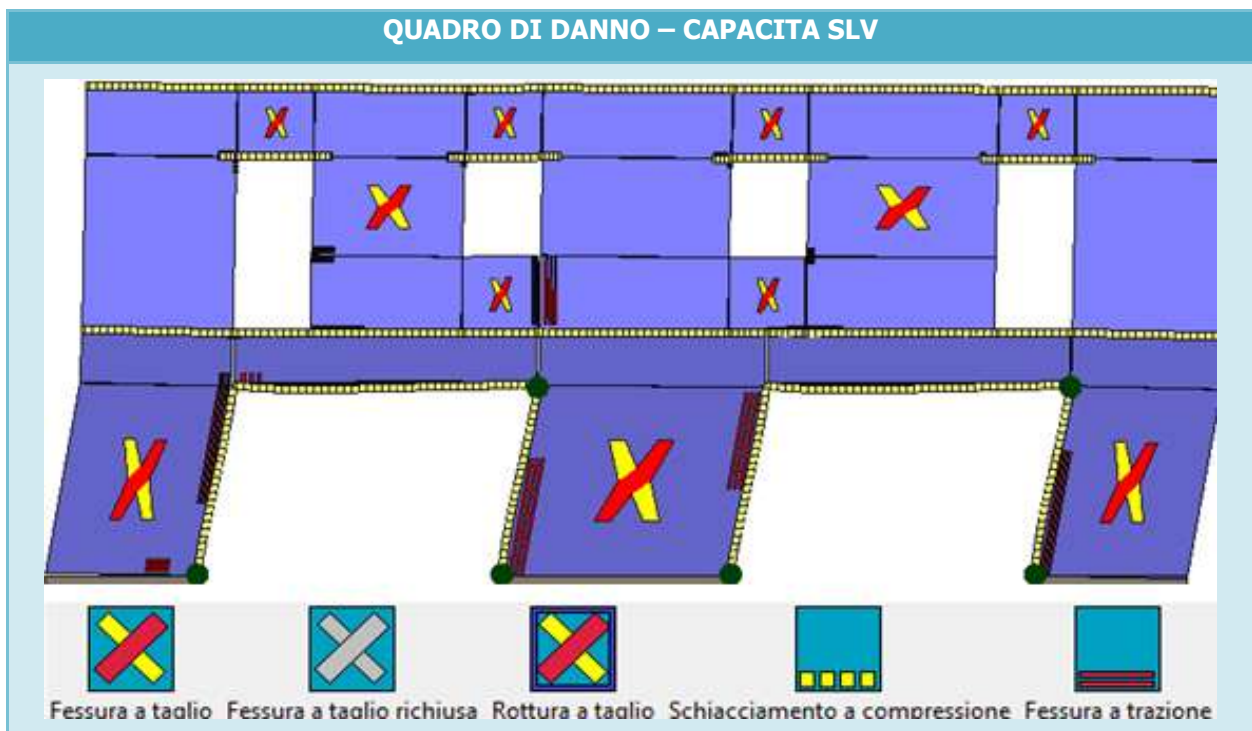 QUADRO DI DANNO – CAPACITA SLV
Fessura a taglio Fessura a taglio richiusa Rottura a taglio Schiacciamento a compressione Fessura a trazione